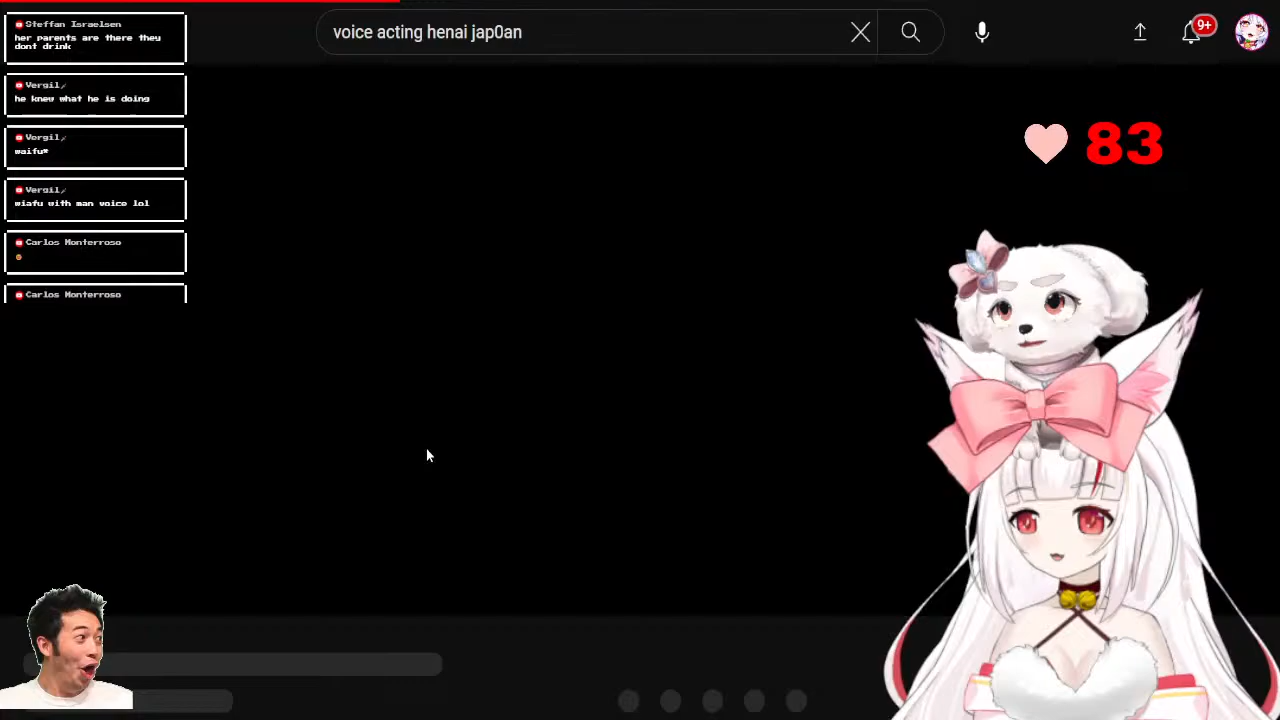 Steffan Israelsen
her parents are there they
dont drink
Vergil
he knew what he is doing
Vergil
waifu*
Vergil
wiafu with man voice lol
Carlos Monterroso
Carlos Monterroso
voice acting henai jap0an
9+
83